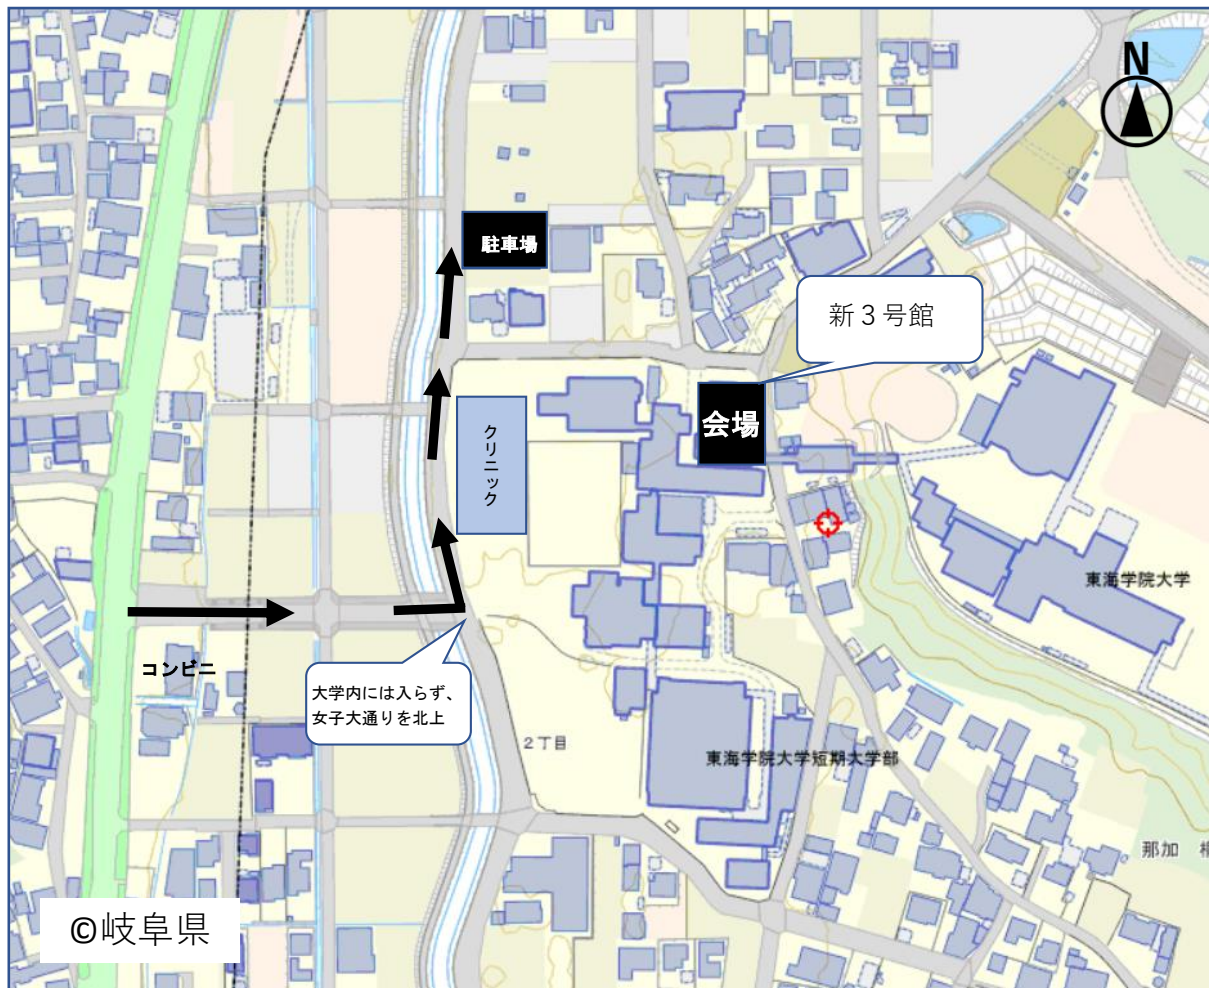 N
駐車場
新３号館
会場
クリニック
東海学院大学
コンビニ
大学内には入らず、
女子大通りを北上
２丁目
東海学院大学短期大学部
那加
©岐阜県